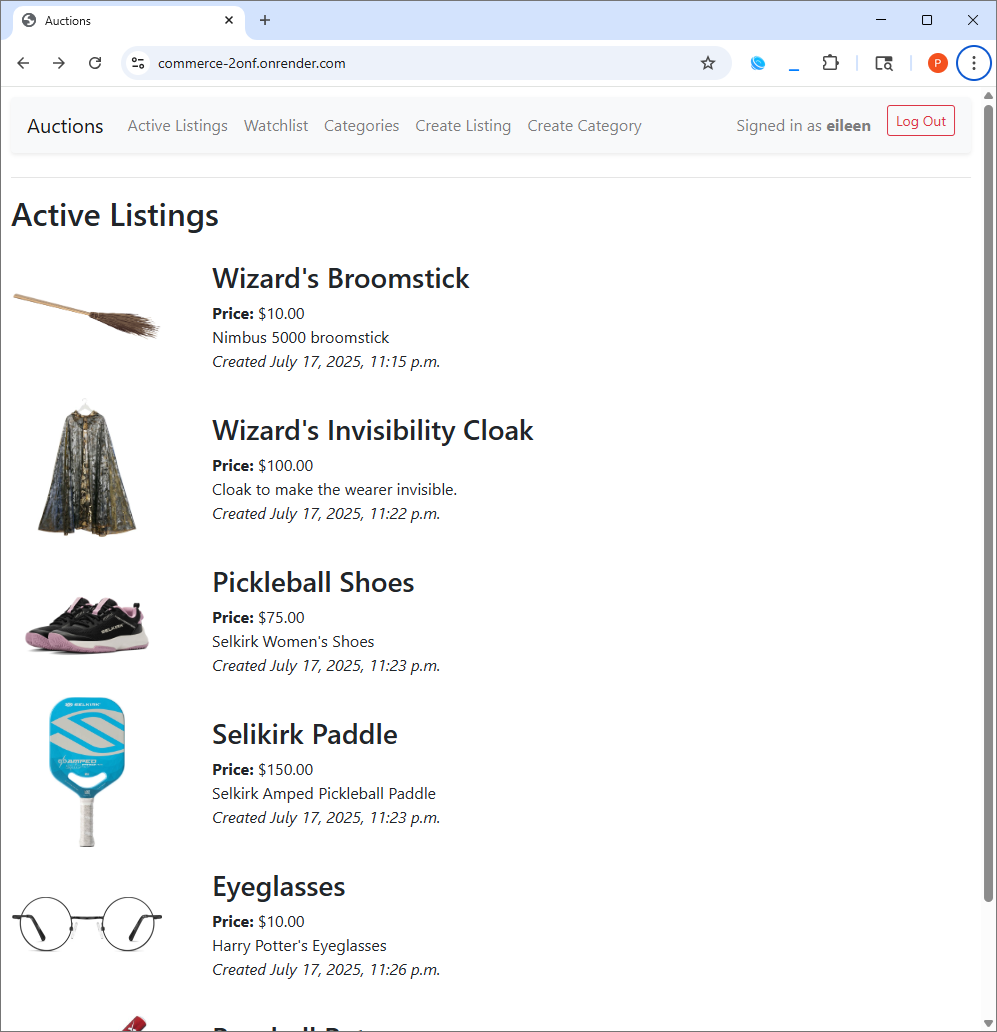 Auctions
commerce-2onf.onrender.com
P
Auctions Active Listings Watchlist Categories Create Listing Create Category Signed in as eileen Log Out
Active Listings
Wizard's Broomstick
Price: $10.00
Nimbus 5000 broomstick
Created July 17, 2025, 11:15 p.m.
Wizard's Invisibility Cloak
Price: $100.00
Cloak to make the wearer invisible.
Created July 17, 2025, 11:22 p.m.
Pickleball Shoes
Price: $75.00
Selkirk Women's Shoes
Created July 17, 2025, 11:23 p.m.
SELKIRK
SELKIRK
AMPED
Selikirk Paddle
Price: $150.00
Selkirk Amped Pickleball Paddle
Created July 17, 2025, 11:23 p.m.
Eyeglasses
Price: $10.00
Harry Potter's Eyeglasses
Created July 17, 2025, 11:26 p.m.